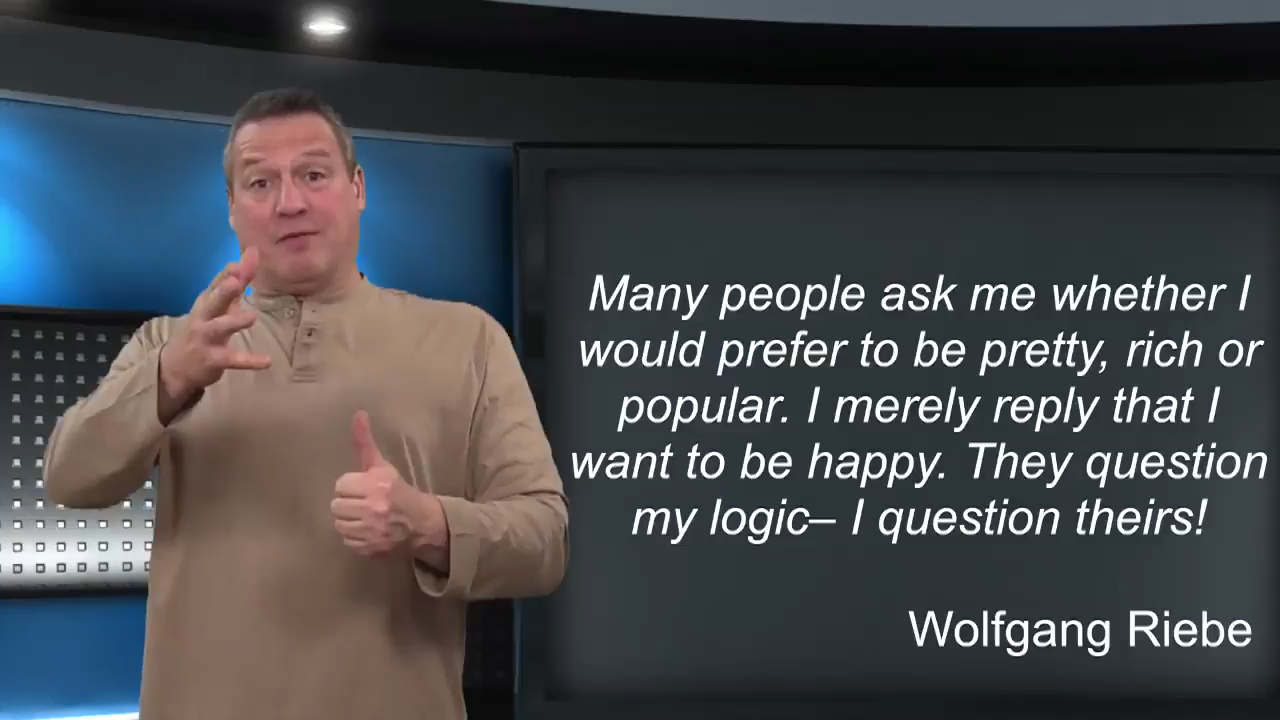 Many people ask me whether I
would prefer to be pretty, rich or
popular. I merely reply that I
want to be happy. They question
my logic– I question theirs!
Wolfgang Riebe